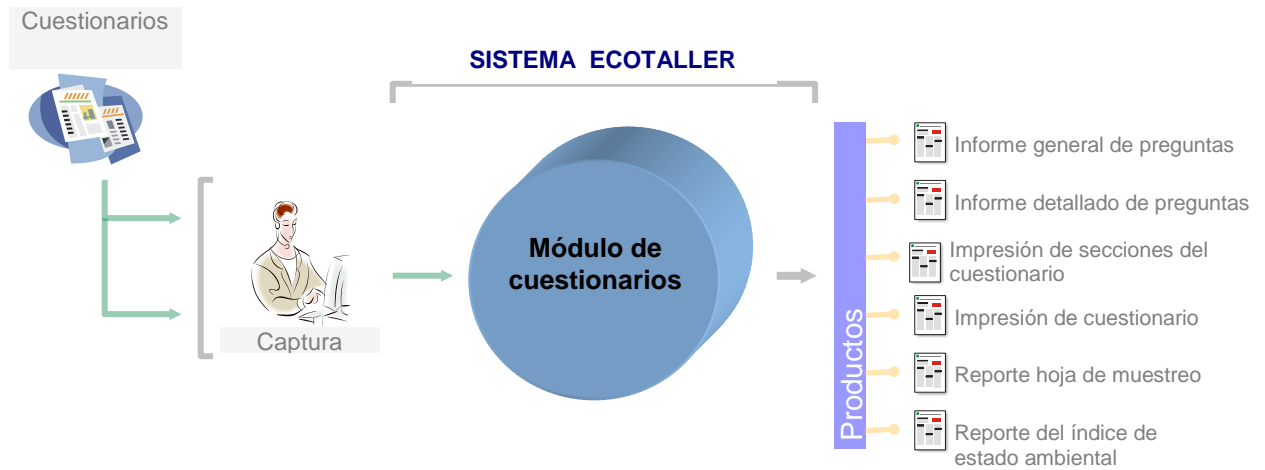 Cuestionarios
SISTEMA ECOTALLER
Captura
Módulo de
cuestionarios
Productos
Informe general de preguntas
Informe detallado de preguntas
Impresión de secciones del
cuestionario
Impresión de cuestionario
Reporte hoja de muestreo
Reporte del índice de
estado ambiental